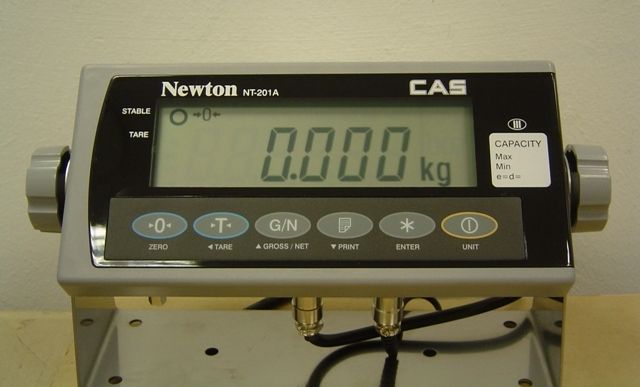 Newton NT-201A CAS
STABLE →0←
TARE
0.000 kg
III
CAPACITY
Max
Min
e=d=
▸0◂ ▸T◂ G/N * 
ZERO ◀ TARE ▲ GROSS / NET ▼ PRINT ENTER UNIT